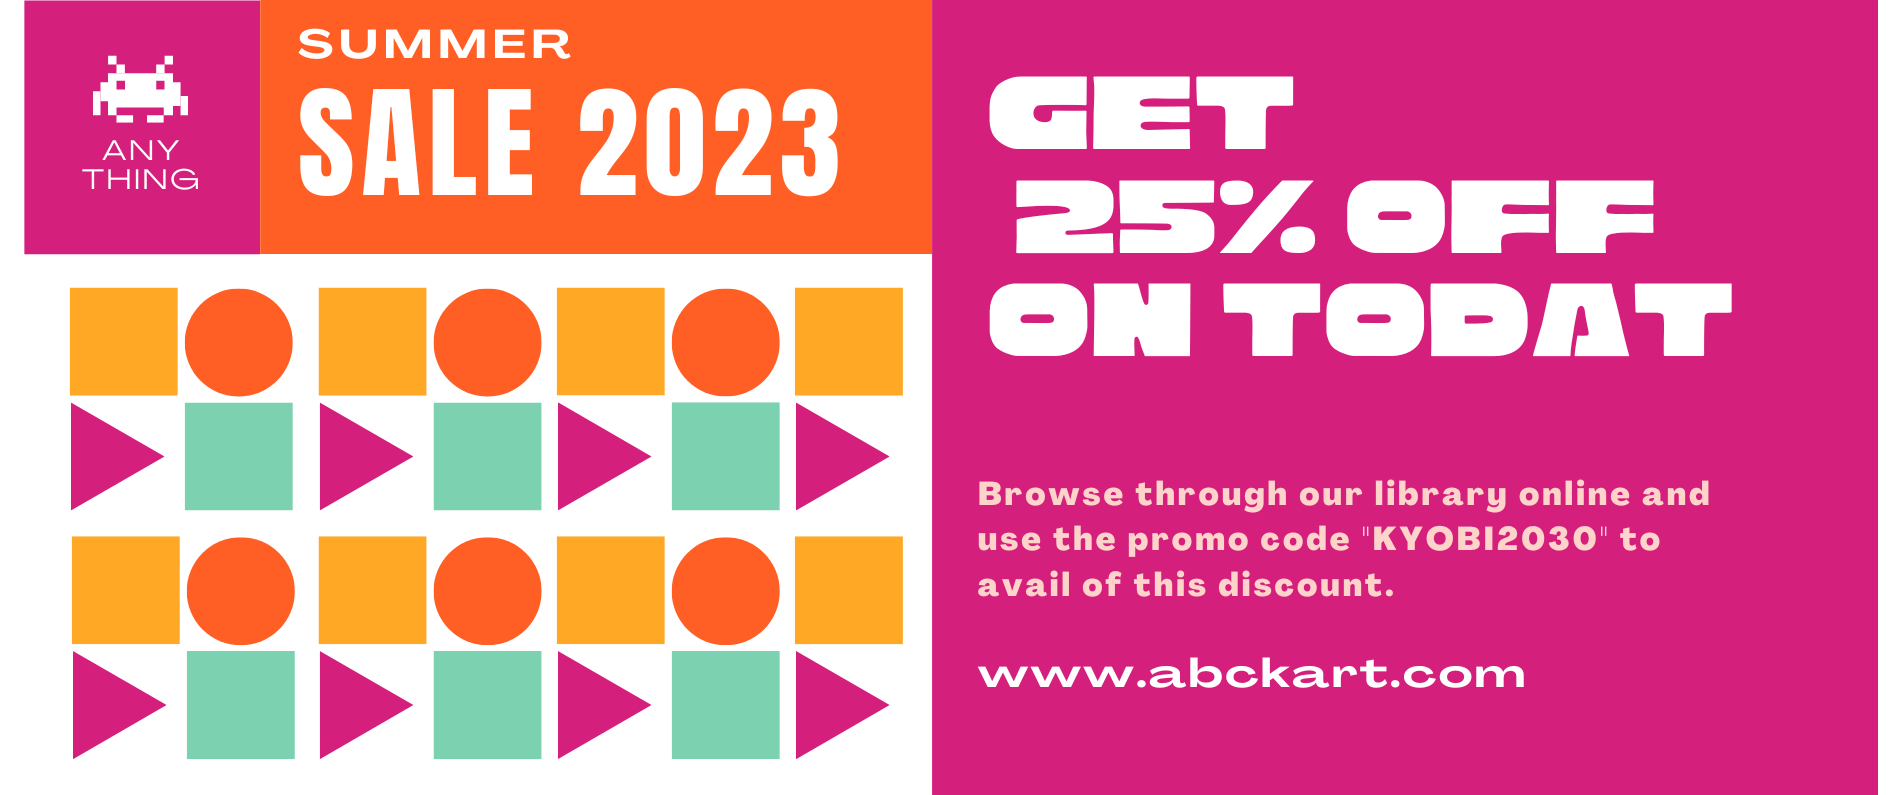 ANY
THING
SUMMER
SALE 2023
GET
25% OFF
ON TODAT
Browse through our library online and
use the promo code "KYOBI2030" to
avail of this discount.
www.abckart.com